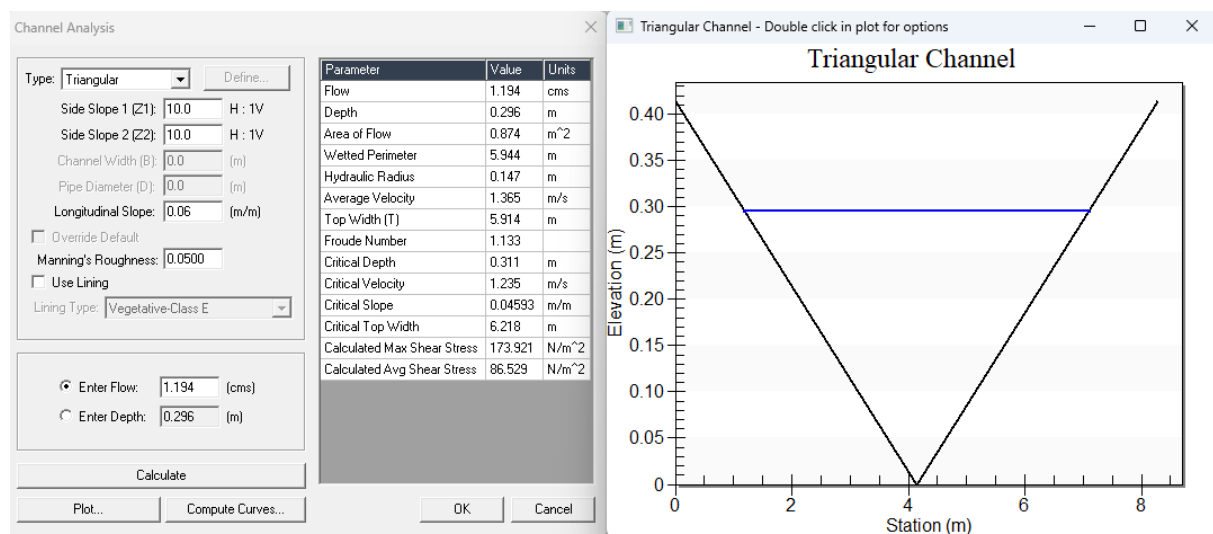 Channel Analysis
Type: Triangular Define...
Side Slope 1 (Z1): 10.0 H : 1V
Side Slope 2 (Z2): 10.0 H : 1V
Channel Width (B): 0.0 (m)
Pipe Diameter (D): 0.0 (m)
Longitudinal Slope: 0.06 (m/m)
Override Default
Manning's Roughness: 0.0500
Use Lining
Lining Type: Vegetative-Class E
Enter Flow: 1.194 (cms)
Enter Depth: 0.296 (m)
Calculate
Plot... Compute Curves...
Parameter Value Units
Flow 1.194 cms
Depth 0.296 m
Area of Flow 0.874 m^2
Wetted Perimeter 5.944 m
Hydraulic Radius 0.147 m
Average Velocity 1.365 m/s
Top Width (T) 5.914 m
Froude Number 1.133
Critical Depth 0.311 m
Critical Velocity 1.235 m/s
Critical Slope 0.04593 m/m
Critical Top Width 6.218 m
Calculated Max Shear Stress 173.921 N/m^2
Calculated Avg Shear Stress 86.529 N/m^2
OK Cancel
Triangular Channel - Double click in plot for options
Triangular Channel
Elevation (m)
0.40
0.35
0.30
0.25
0.20
0.15
0.10
0.05
0
0 2 4 6 8
Station (m)